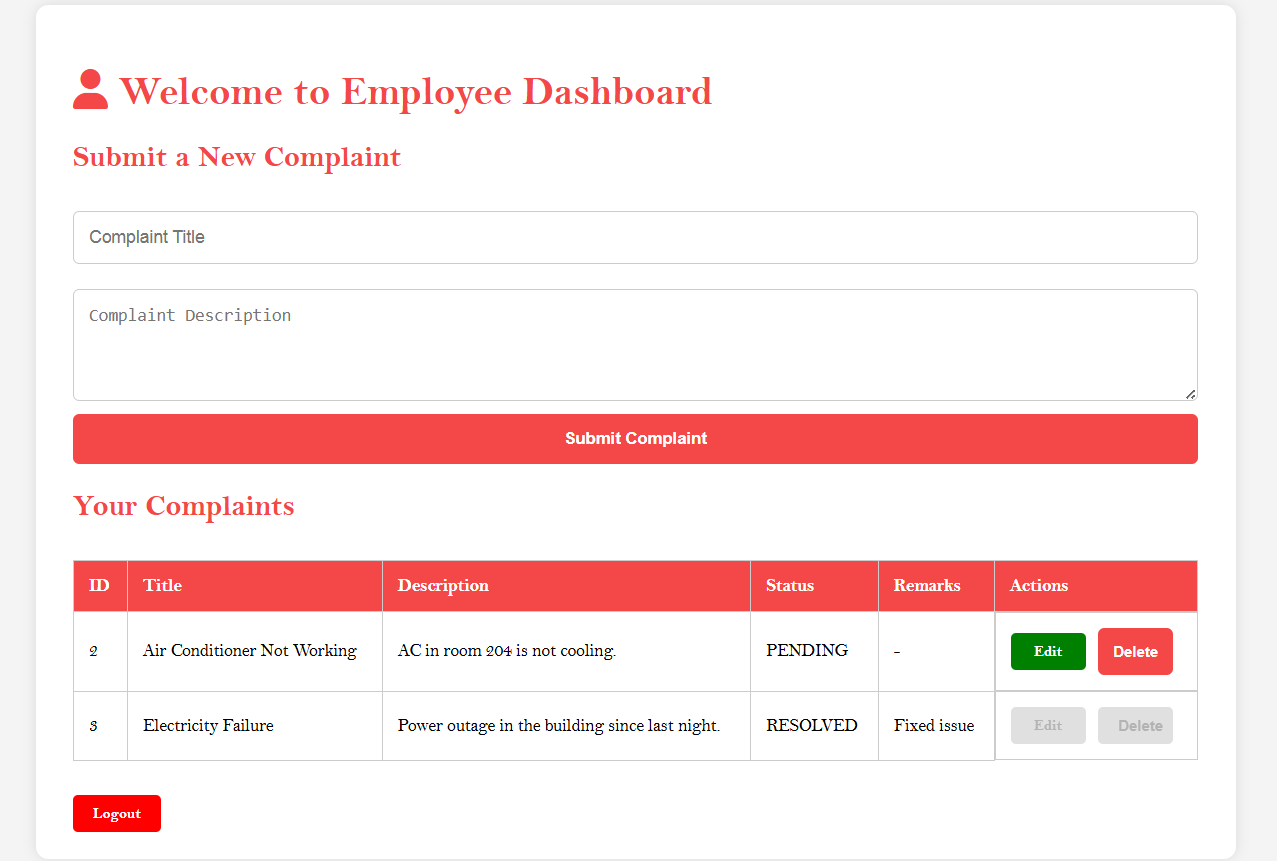 Welcome to Employee Dashboard
Submit a New Complaint
Complaint Title
Complaint Description
Submit Complaint
Your Complaints
ID Title Description Status Remarks Actions
2 Air Conditioner Not Working AC in room 204 is not cooling. PENDING - Edit Delete
3 Electricity Failure Power outage in the building since last night. RESOLVED Fixed issue Edit Delete
Logout